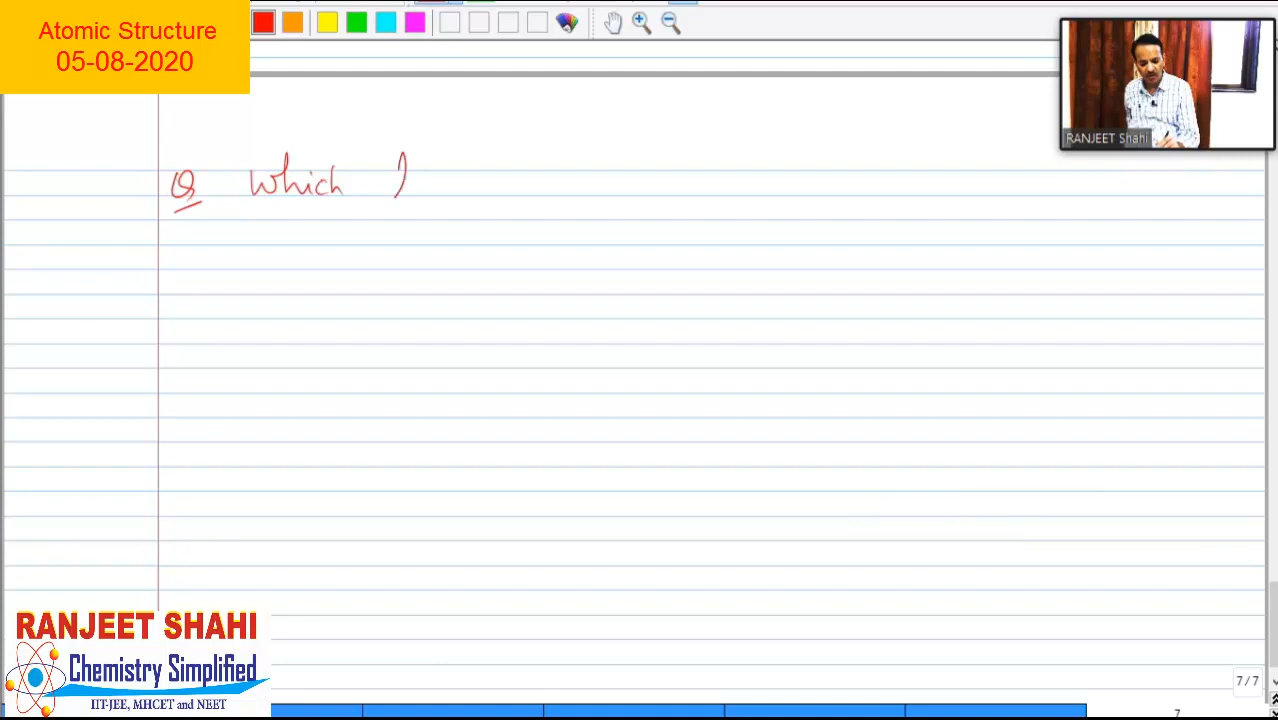 Atomic Structure
05-08-2020
RANJEET Shahi
Q Which
RANJEET SHAHI
Chemistry Simplified
IIT-JEE, MHCET and NEET
7/7
7